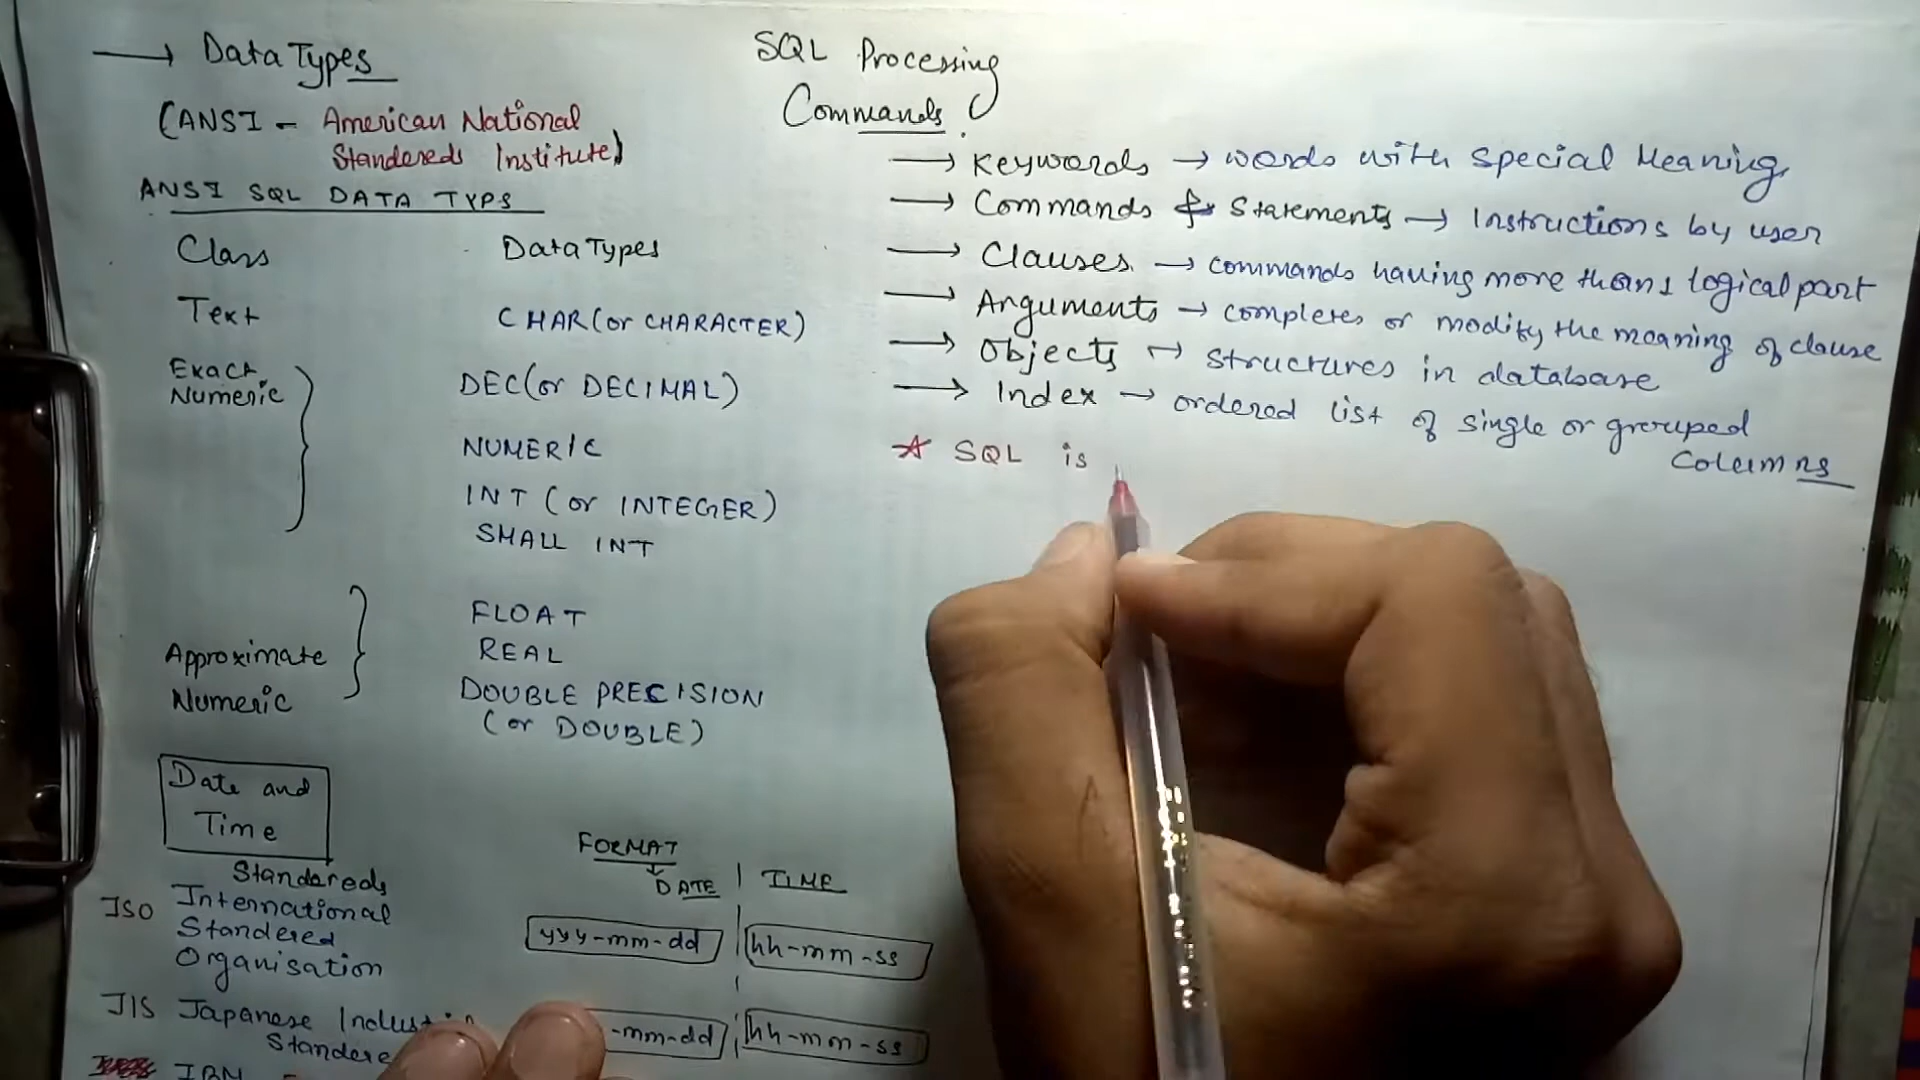 → Data Types
(ANSI - American National
Standereds Institute)
ANSI SQL DATA TYPS
Class DataTypes
Text CHAR (or CHARACTER)
Exact
Numeric
DEC (or DECIMAL)
NUMERIC
INT (or INTEGER)
SMALL INT
FLOAT
REAL
Approximate
Numeric
DOUBLE PRECISION
(or DOUBLE)
Date and
Time
Standereds
FORMAT
DATE | TIME
ISO International
Standered
Organisation
yyy-mm-dd | hh-mm-ss
JIS Japanese
-mm-dd | hh-mm-ss
IBM
SQL Processing
Commands
→ Keywords → words with special Meaning
→ Commands Statements → Instructions by user
→ Clauses → commands having more than 1 logical part
→ Arguments → completes or modify the meaning of clause
→ Objects → structures in database
→ Index → ordered list of single or grouped
Columns
★ SQL is